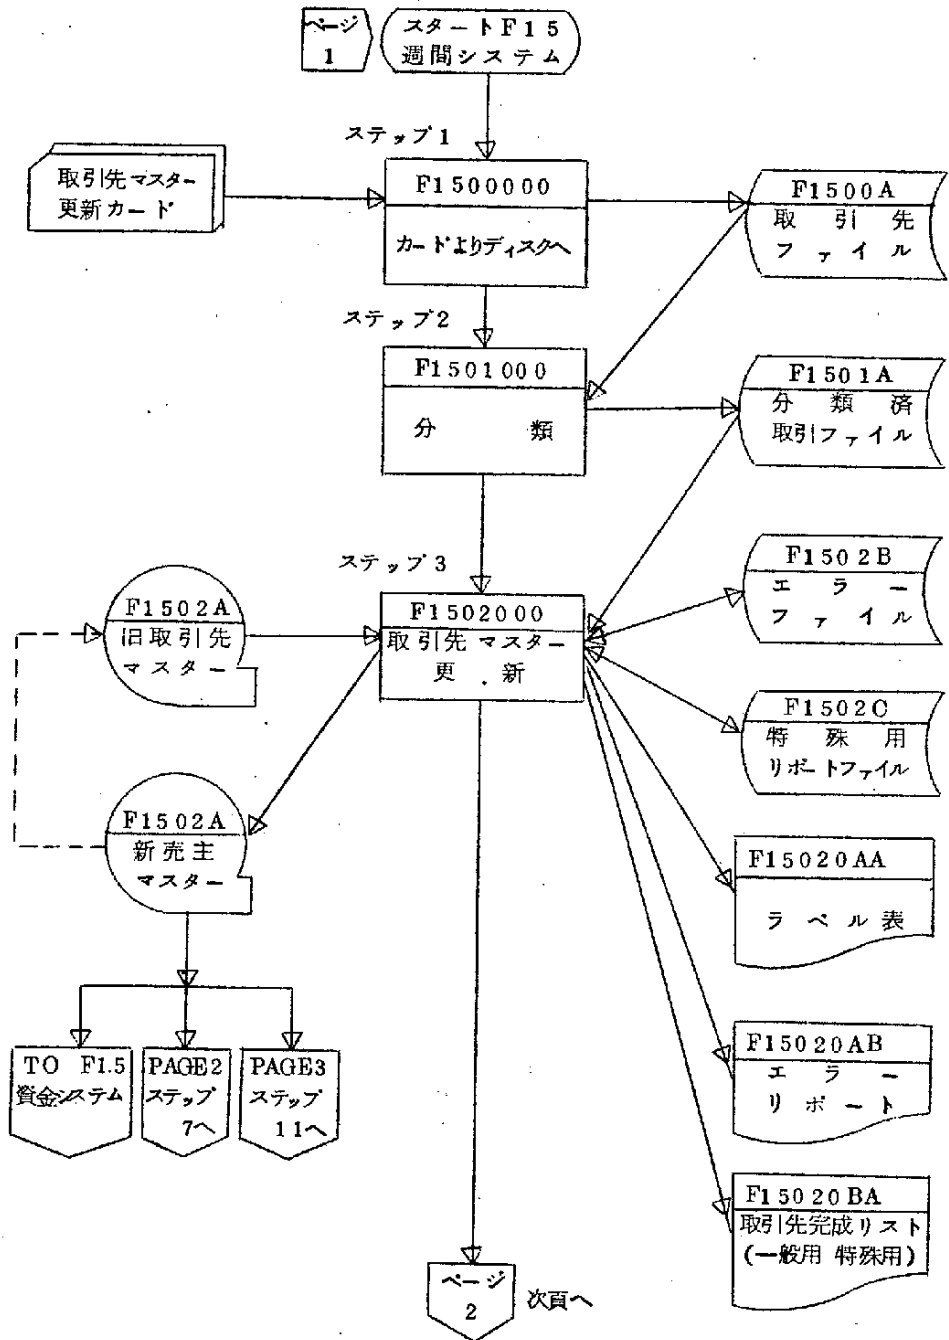 ページ
1
スタートF15
週間システム
ステップ1
取引先マスター
更新カード
F1500000
カードよりディスクへ
F1500A
取引先
ファイル
ステップ2
F1501000
分類
F1501A
分類済
取引ファイル
ステップ3
F1502000
取引先マスター
更新
F1502A
旧取引先
マスター
F1502B
エラー
ファイル
F1502C
特殊用
リポートファイル
F1502A
新売主
マスター
F15020AA
ラベル表
TO F1.5
資金システム
PAGE2
ステップ
7へ
PAGE3
ステップ
11へ
F15020AB
エラー
リポート
F15020BA
取引先完成リスト
(一般用 特殊用)
ページ
2
次頁へ